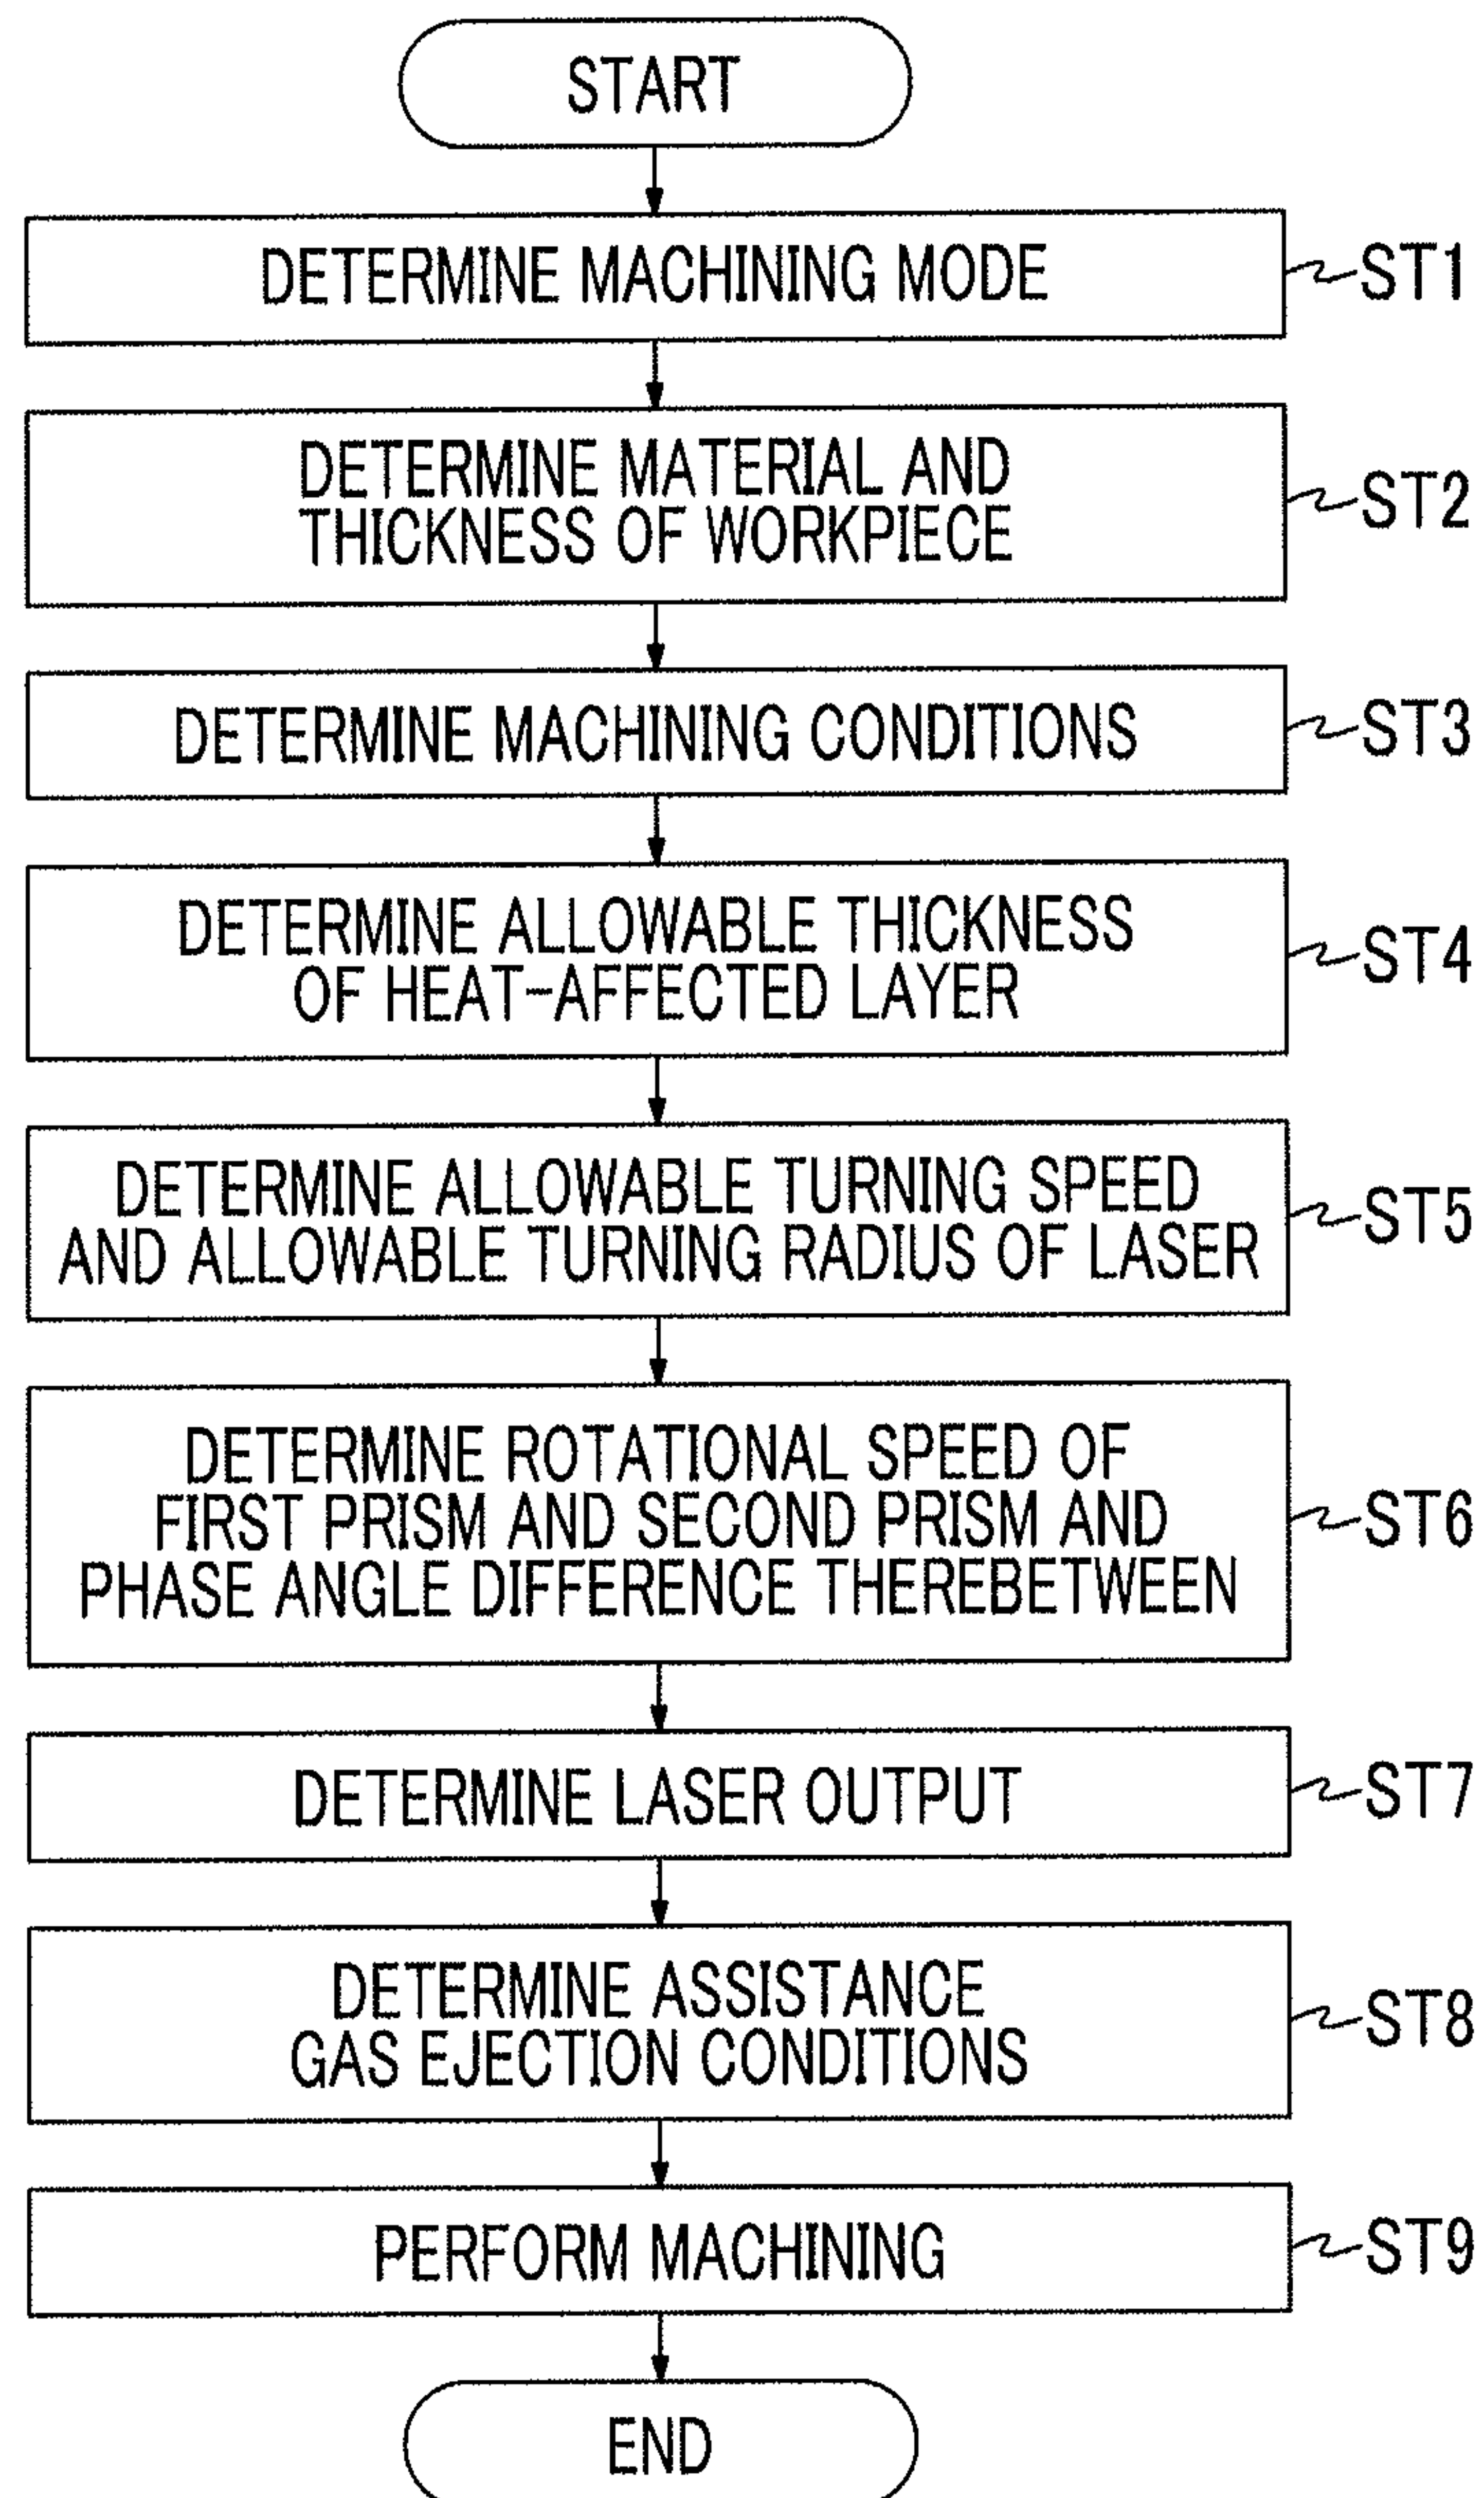 START
DETERMINE MACHINING MODE
ST1
DETERMINE MATERIAL AND
THICKNESS OF WORKPIECE
ST2
DETERMINE MACHINING CONDITIONS
ST3
DETERMINE ALLOWABLE THICKNESS
OF HEAT-AFFECTED LAYER
ST4
DETERMINE ALLOWABLE TURNING SPEED
AND ALLOWABLE TURNING RADIUS OF LASER
ST5
DETERMINE ROTATIONAL SPEED OF
FIRST PRISM AND SECOND PRISM AND
PHASE ANGLE DIFFERENCE THEREBETWEEN
ST6
DETERMINE LASER OUTPUT
ST7
DETERMINE ASSISTANCE
GAS EJECTION CONDITIONS
ST8
PERFORM MACHINING
ST9
END